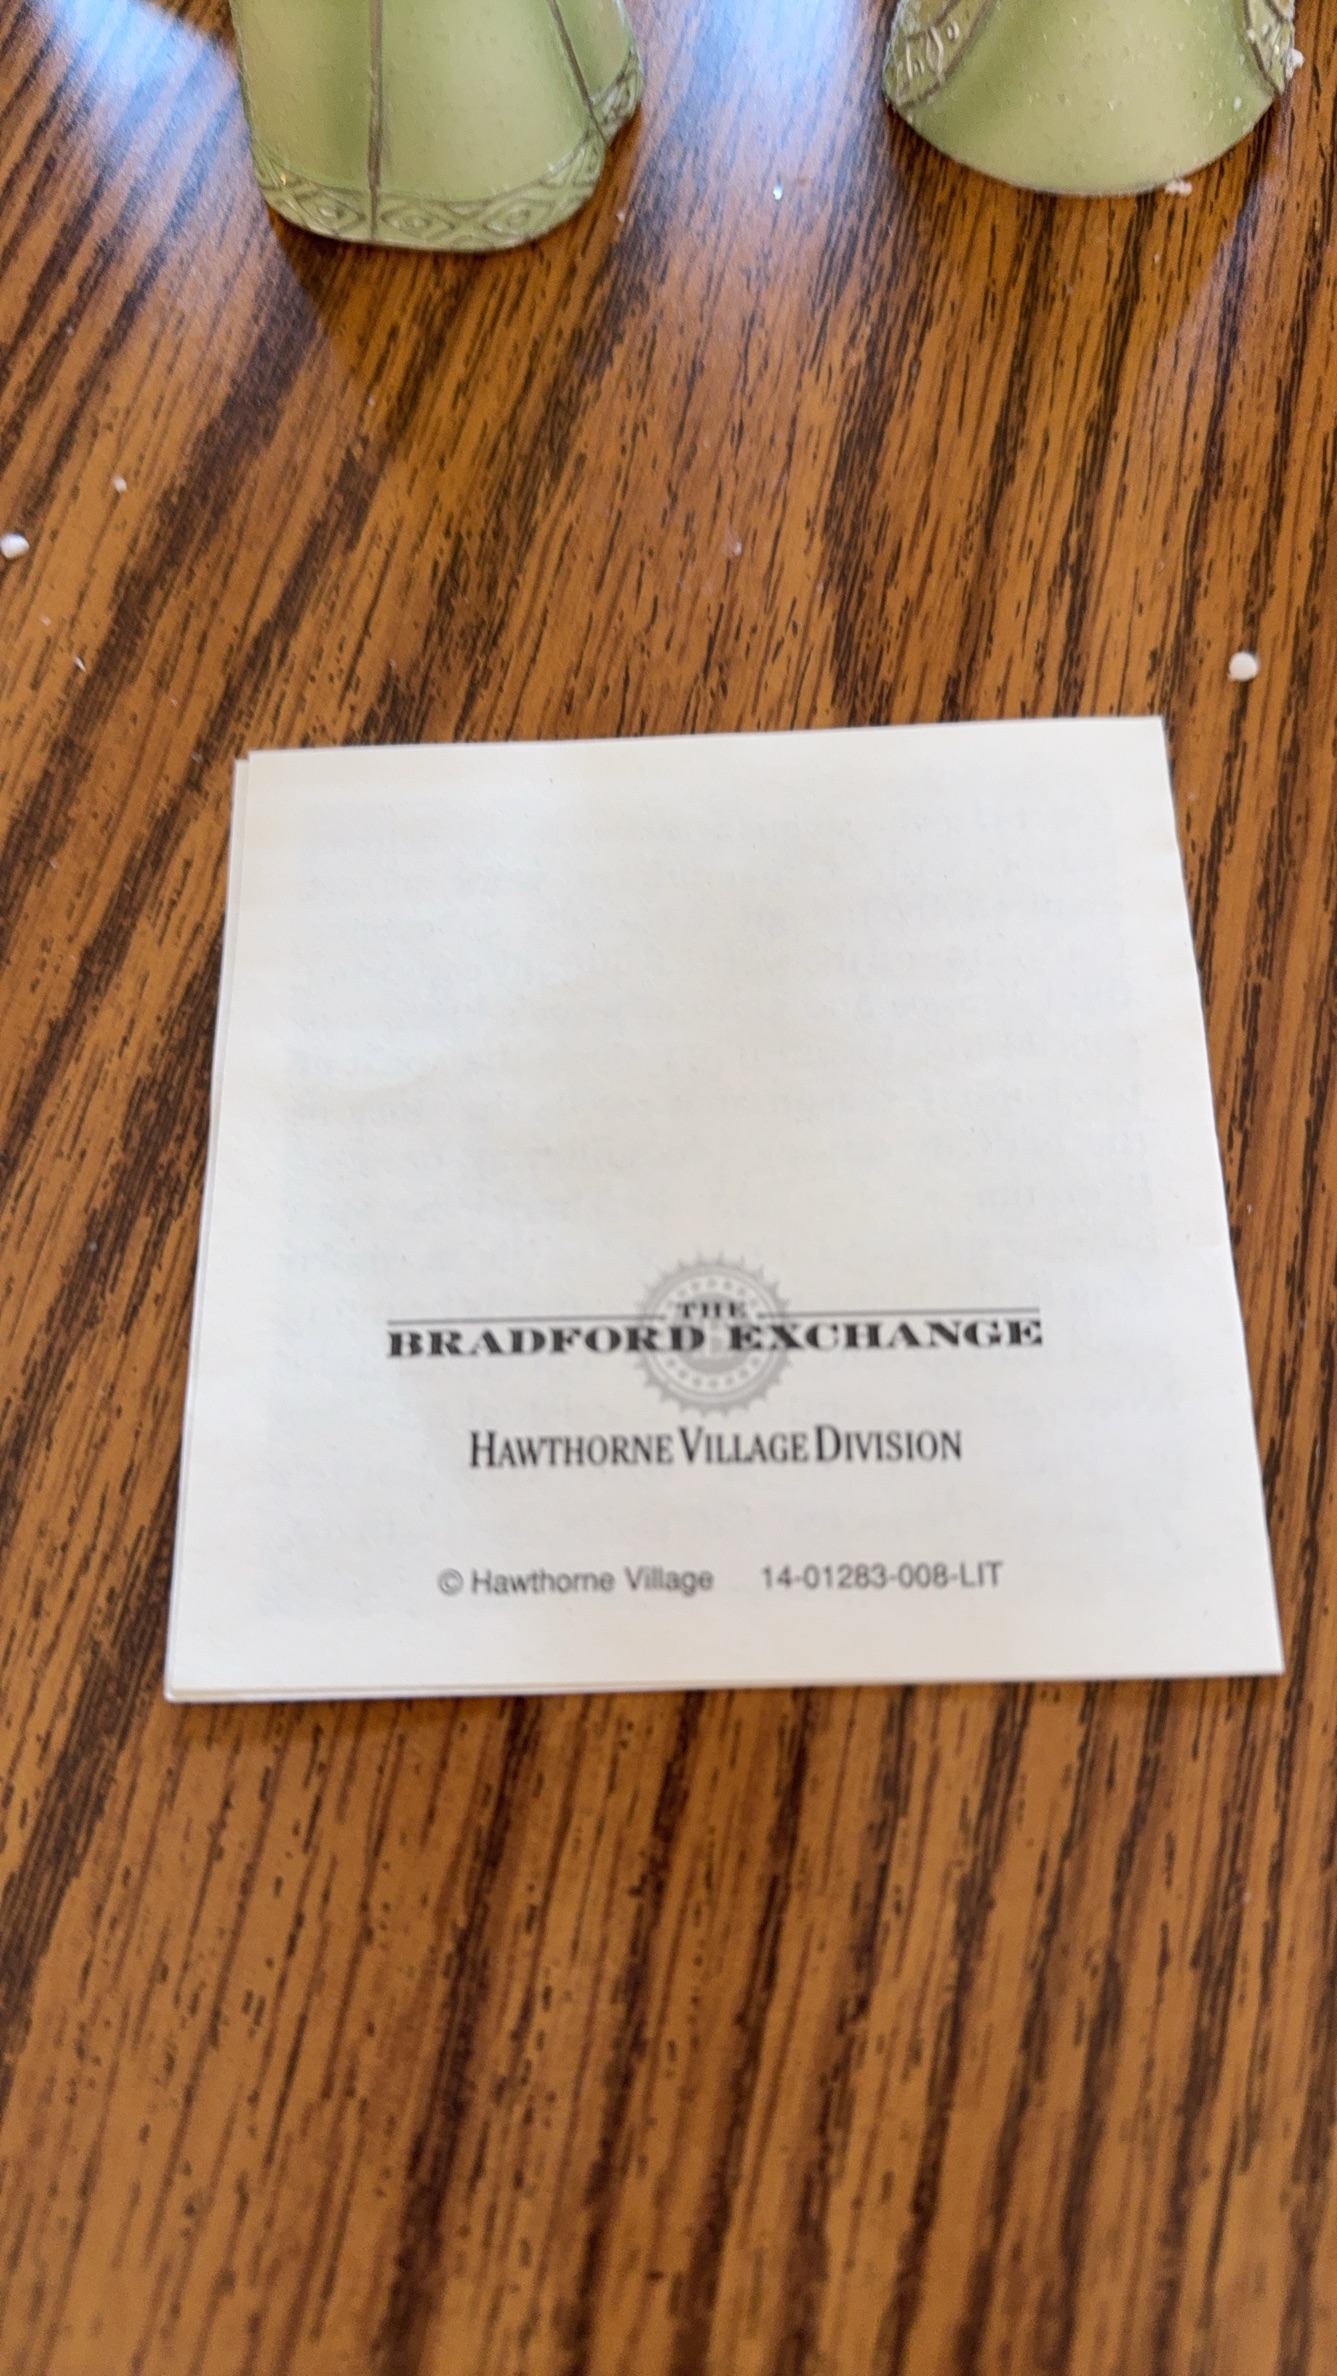 THE
BRADFORD EXCHANGE
HAWTHORNE VILLAGE DIVISION
© Hawthorne Village 14-01283-008-LIT